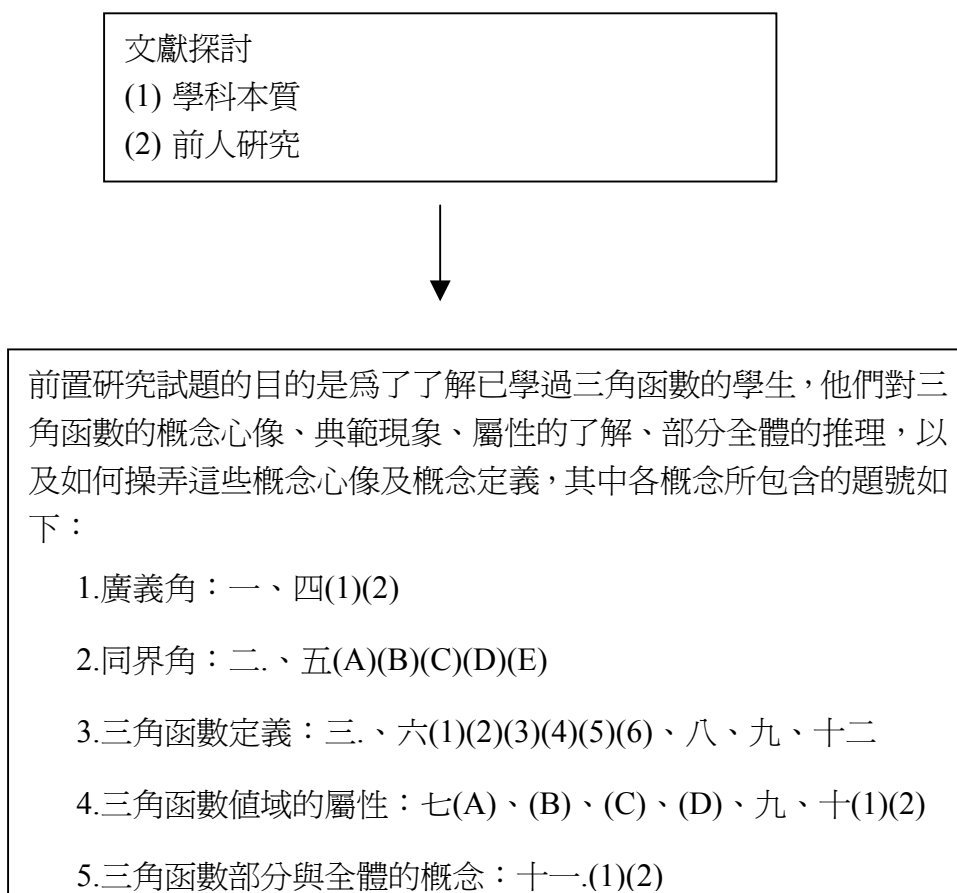 文獻探討
(1) 學科本質
(2) 前人研究
前置研究試題的目的是為了了解已學過三角函數的學生，他們對三
角函數的概念心像、典範現象、屬性的了解、部分全體的推理，以
及如何操弄這些概念心像及概念定義，其中各概念所包含的題號如
下：
1.廣義角：一、四(1)(2)
2.同界角：二.、五(A)(B)(C)(D)(E)
3.三角函數定義：三.、六(1)(2)(3)(4)(5)(6)、八、九、十二
4.三角函數值域的屬性：七(A)、(B)、(C)、(D)、九、十(1)(2)
5.三角函數部分與全體的概念：十一.(1)(2)